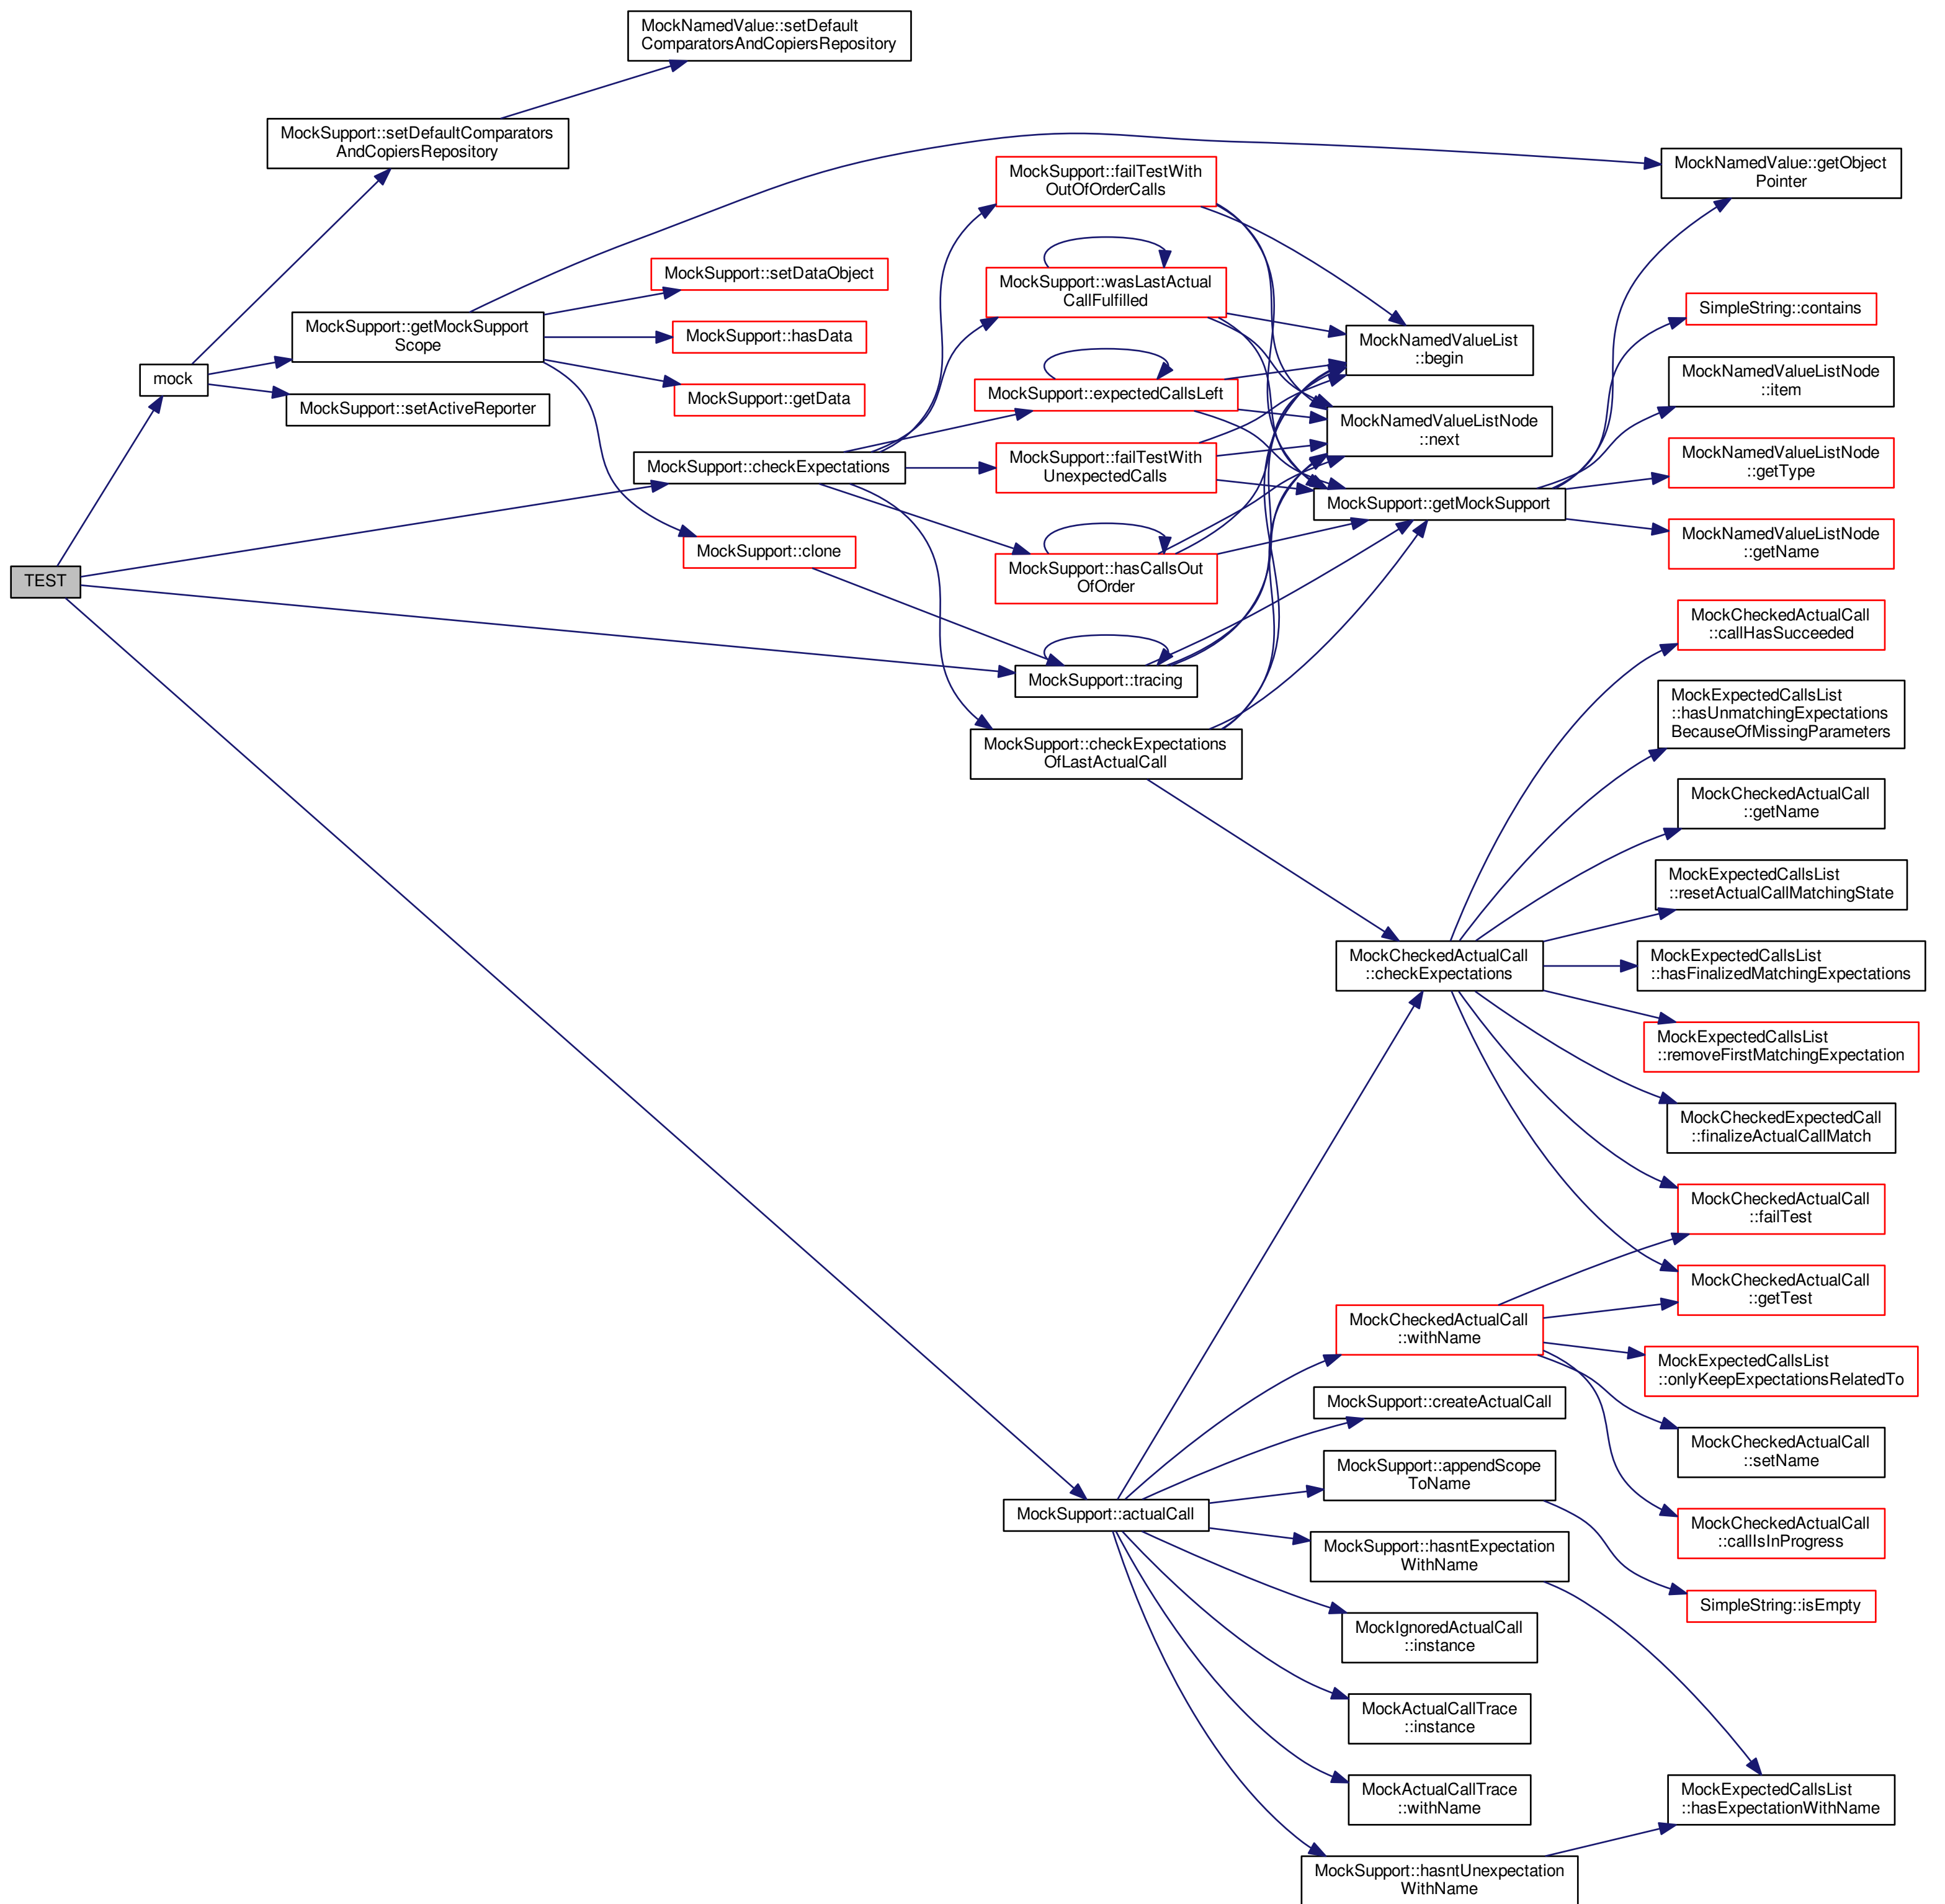 MockNamedValue::setDefault
ComparatorsAndCopiersRepository
MockSupport::setDefaultComparators
AndCopiersRepository
MockSupport::failTestWith
OutOfOrderCalls
MockNamedValue::getObject
Pointer
MockSupport::setDataObject
MockSupport::wasLastActual
CallFulfilled
SimpleString::contains
MockSupport::getMockSupport
Scope
MockSupport::hasData
MockNamedValueList
::begin
mock
MockSupport::getData
MockSupport::expectedCallsLeft
MockNamedValueListNode
::item
MockSupport::setActiveReporter
MockNamedValueListNode
::next
MockSupport::checkExpectations
MockSupport::failTestWith
UnexpectedCalls
MockNamedValueListNode
::getType
MockSupport::getMockSupport
MockNamedValueListNode
::getName
MockSupport::clone
TEST
MockSupport::hasCallsOut
OfOrder
MockCheckedActualCall
::callHasSucceeded
MockSupport::tracing
MockExpectedCallsList
::hasUnmatchingExpectations
BecauseOfMissingParameters
MockSupport::checkExpectations
OfLastActualCall
MockCheckedActualCall
::getName
MockExpectedCallsList
::resetActualCallMatchingState
MockCheckedActualCall
::checkExpectations
MockExpectedCallsList
::hasFinalizedMatchingExpectations
MockExpectedCallsList
::removeFirstMatchingExpectation
MockCheckedExpectedCall
::finalizeActualCallMatch
MockCheckedActualCall
::failTest
MockCheckedActualCall
::getTest
MockCheckedActualCall
::withName
MockExpectedCallsList
::onlyKeepExpectationsRelatedTo
MockSupport::createActualCall
MockCheckedActualCall
::setName
MockSupport::appendScope
ToName
MockSupport::actualCall
MockCheckedActualCall
::callIsInProgress
MockSupport::hasntExpectation
WithName
SimpleString::isEmpty
MockIgnoredActualCall
::instance
MockActualCallTrace
::instance
MockActualCallTrace
::withName
MockExpectedCallsList
::hasExpectationWithName
MockSupport::hasntUnexpectation
WithName